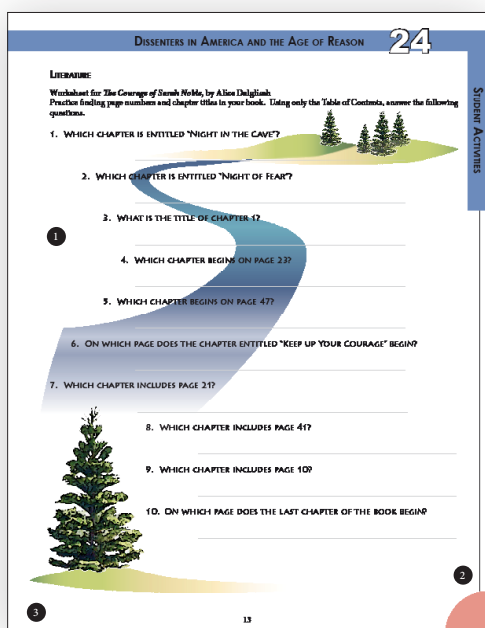 DISSENTERS IN AMERICA AND THE AGE OF REASON 24
STUDENT ACTIVITIES
LITERATURE
Worksheet for The Courage of Sarah Noble, by Alice Dalgliesh
Practice finding page numbers and chapter titles in your book. Using only the Table of Contents, answer the following
questions.
1. WHICH CHAPTER IS ENTITLED "NIGHT IN THE CAVE"?
2. WHICH CHAPTER IS ENTITLED "NIGHT OF FEAR"?
3. WHAT IS THE TITLE OF CHAPTER 1?
1
4. WHICH CHAPTER BEGINS ON PAGE 23?
5. WHICH CHAPTER BEGINS ON PAGE 47?
6. ON WHICH PAGE DOES THE CHAPTER ENTITLED "KEEP UP YOUR COURAGE" BEGIN?
7. WHICH CHAPTER INCLUDES PAGE 21?
8. WHICH CHAPTER INCLUDES PAGE 41?
9. WHICH CHAPTER INCLUDES PAGE 10?
10. ON WHICH PAGE DOES THE LAST CHAPTER OF THE BOOK BEGIN?
2
3
13